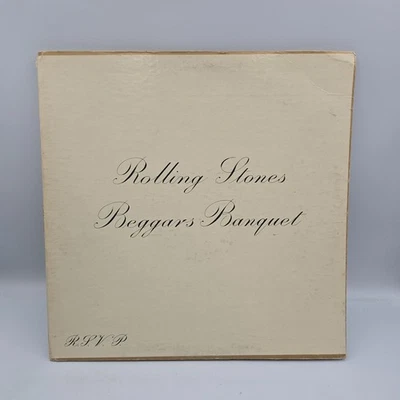 Rolling Stones
Beggars Banquet
R.S.V.P